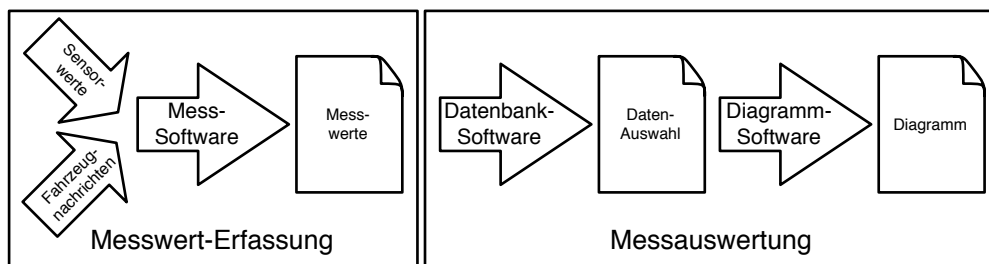 Sensor-
werte
Fahrzeug-
nachrichten
Mess-
Software
Mess-
werte
Messwert-Erfassung
Datenbank-
Software
Daten-
Auswahl
Diagramm-
Software
Diagramm
Messauswertung